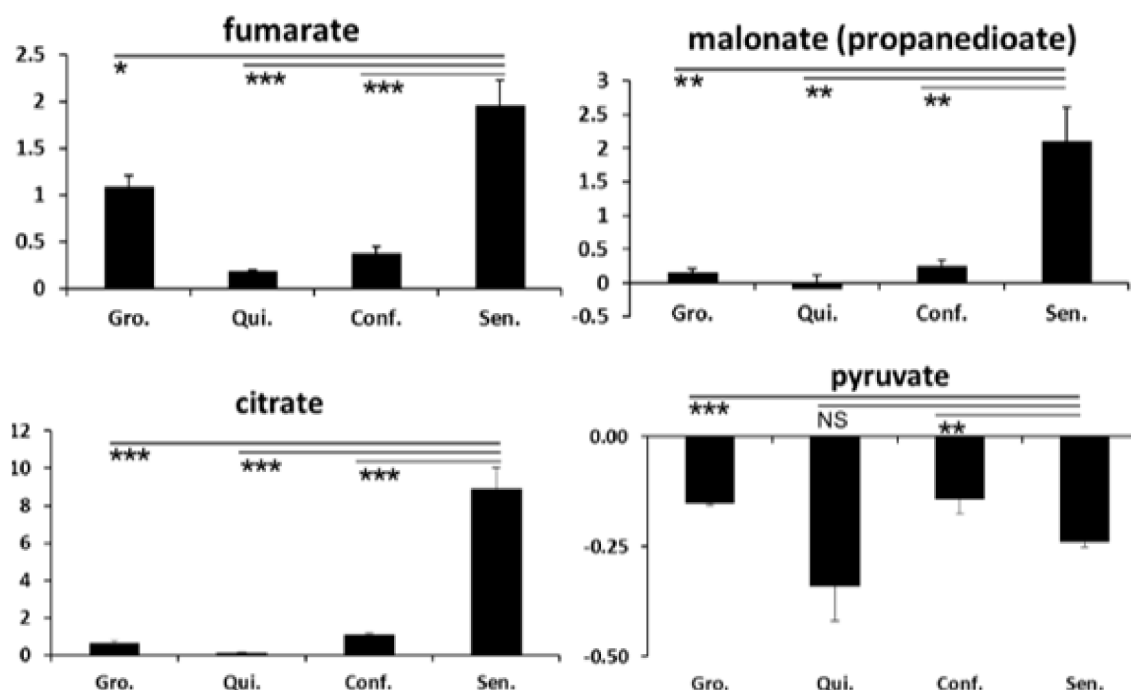 fumarate
2.5
2
1.5
1
0.5
0
*
***
***
Gro.
Qui.
Conf.
Sen.
malonate (propanedioate)
3
2.5
2
1.5
1
0.5
0
-0.5
**
**
**
Gro.
Qui.
Conf.
Sen.
citrate
12
10
8
6
4
2
0
***
***
***
Gro.
Qui.
Conf.
Sen.
pyruvate
***
NS
**
0.00
-0.25
-0.50
Gro.
Qui.
Conf.
Sen.